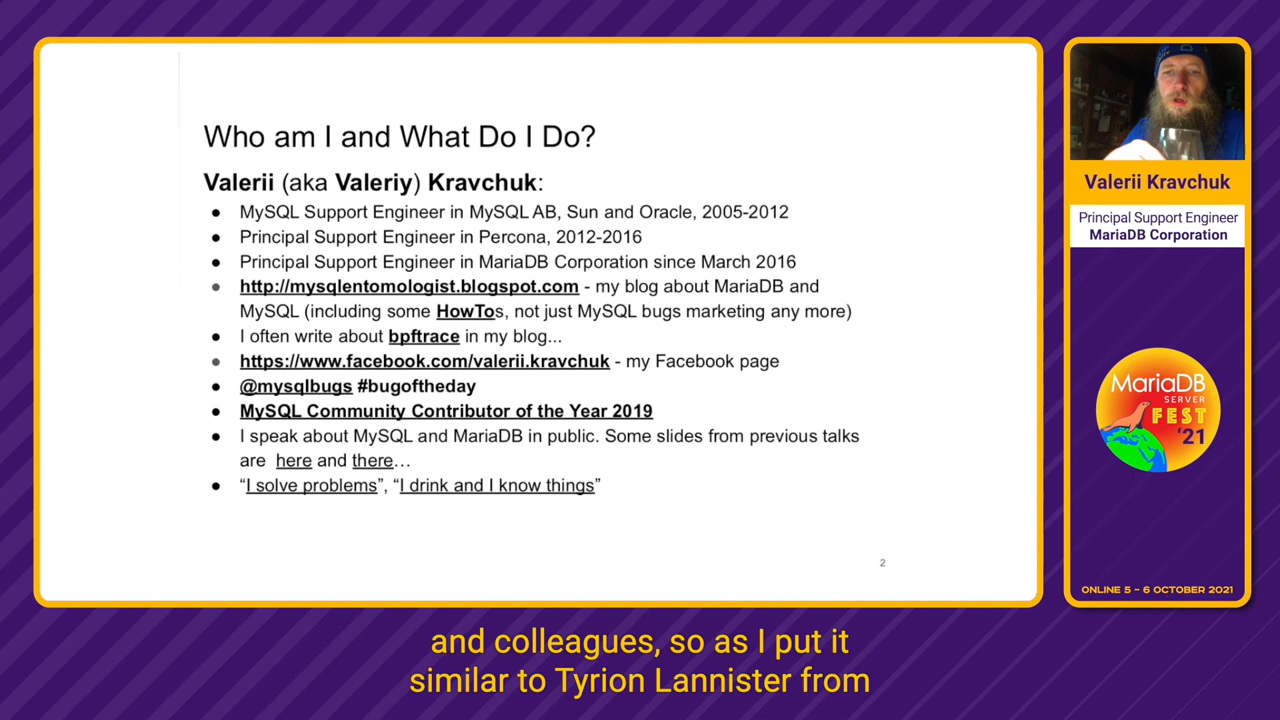 Who am I and What Do I Do?
Valerii (aka Valeriy) Kravchuk:
● MySQL Support Engineer in MySQL AB, Sun and Oracle, 2005-2012
● Principal Support Engineer in Percona, 2012-2016
● Principal Support Engineer in MariaDB Corporation since March 2016
● http://mysqlentomologist.blogspot.com - my blog about MariaDB and
MySQL (including some HowTos, not just MySQL bugs marketing any more)
● I often write about bpftrace in my blog...
● https://www.facebook.com/valerii.kravchuk - my Facebook page
● @mysqlbugs #bugoftheday
● MySQL Community Contributor of the Year 2019
● I speak about MySQL and MariaDB in public. Some slides from previous talks
are here and there…
● “I solve problems”, “I drink and I know things”
2
Valerii Kravchuk
Principal Support Engineer
MariaDB Corporation
MariaDB
SERVER
FEST
'21
ONLINE 5 - 6 OCTOBER 2021
and colleagues, so as I put it
similar to Tyrion Lannister from